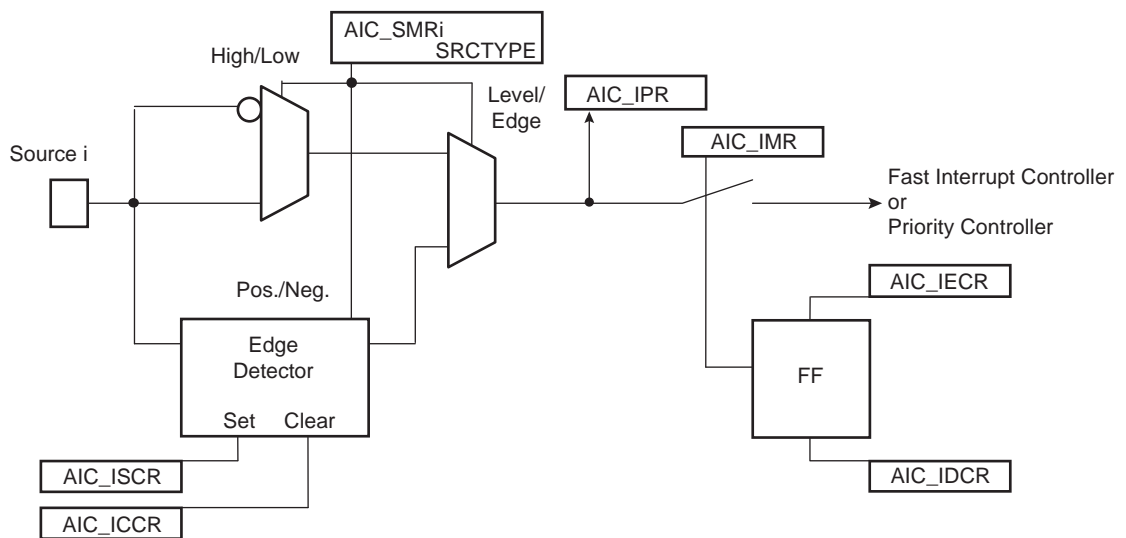 AIC_SMRi
SRCTYPE
High/Low
Level/
Edge
AIC_IPR
AIC_IMR
Source i
Fast Interrupt Controller
or
Priority Controller
Pos./Neg.
AIC_IECR
Edge
Detector
FF
Set Clear
AIC_ISCR
AIC_IDCR
AIC_ICCR